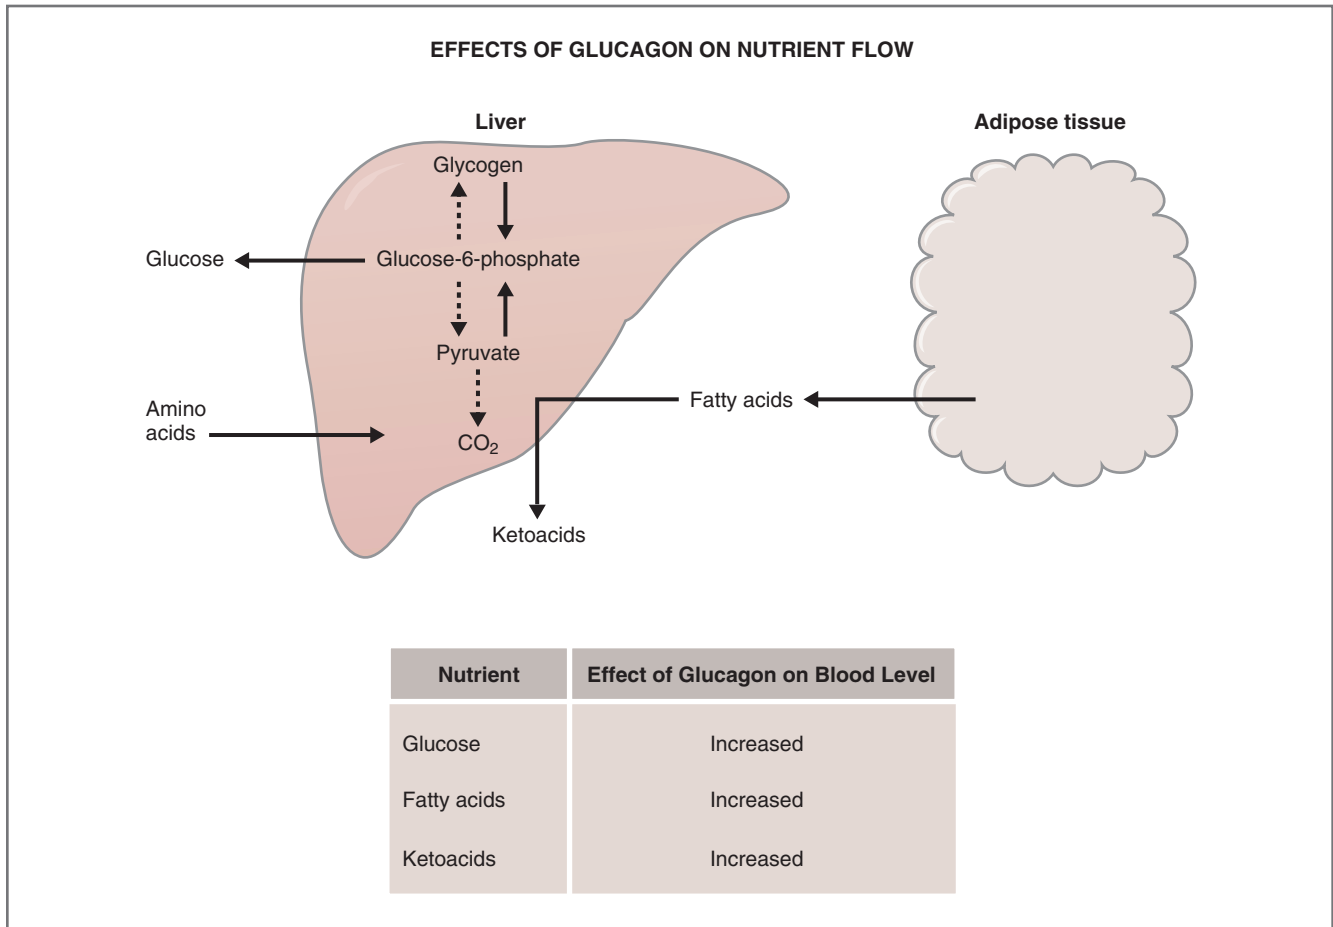 EFFECTS OF GLUCAGON ON NUTRIENT FLOW
Liver
Adipose tissue
Glycogen
Glucose
Glucose-6-phosphate
Pyruvate
Fatty acids
Amino
acids
CO₂
Ketoacids
Nutrient
Effect of Glucagon on Blood Level
Glucose
Increased
Fatty acids
Increased
Ketoacids
Increased